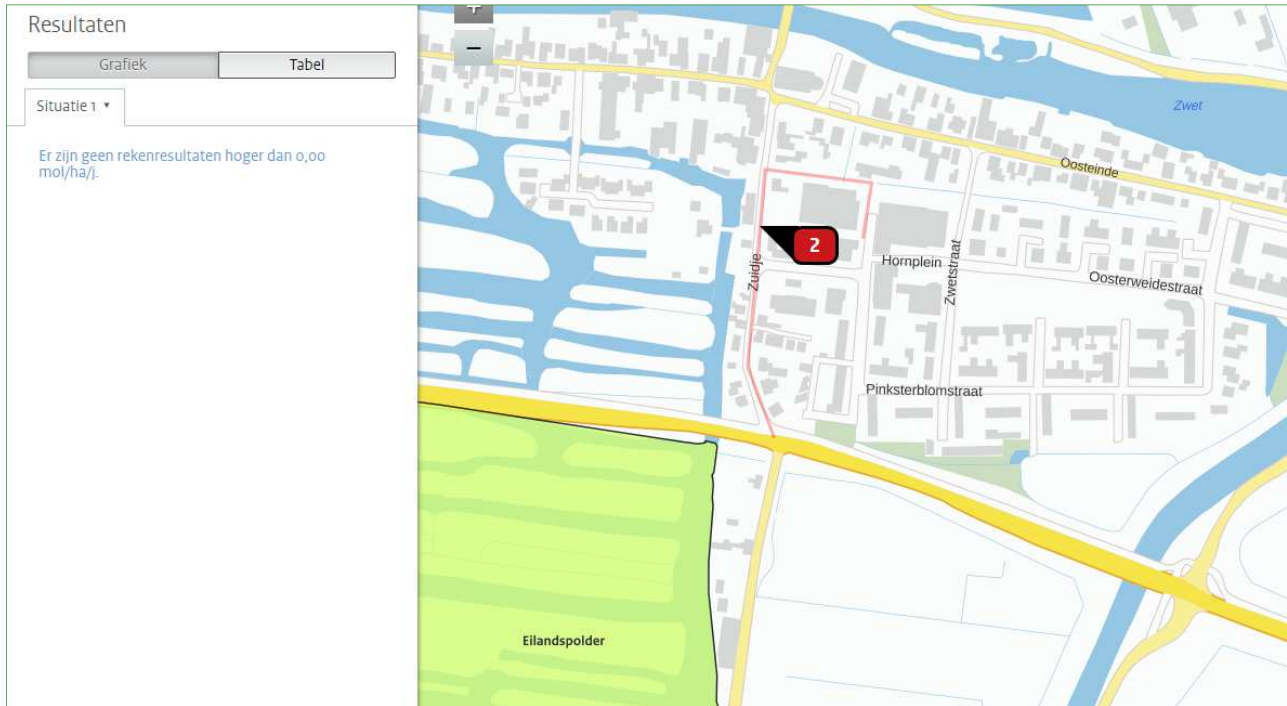 Resultaten
Grafiek
Tabel
Situatie 1 ▾
Er zijn geen rekenresultaten hoger dan 0,00
mol/ha/j.
+
−
Zwet
Oosteinde
2
Zuidje
Hornplein
Zwetstraat
Oosterweidestraat
Pinksterblomstraat
Eilandspolder